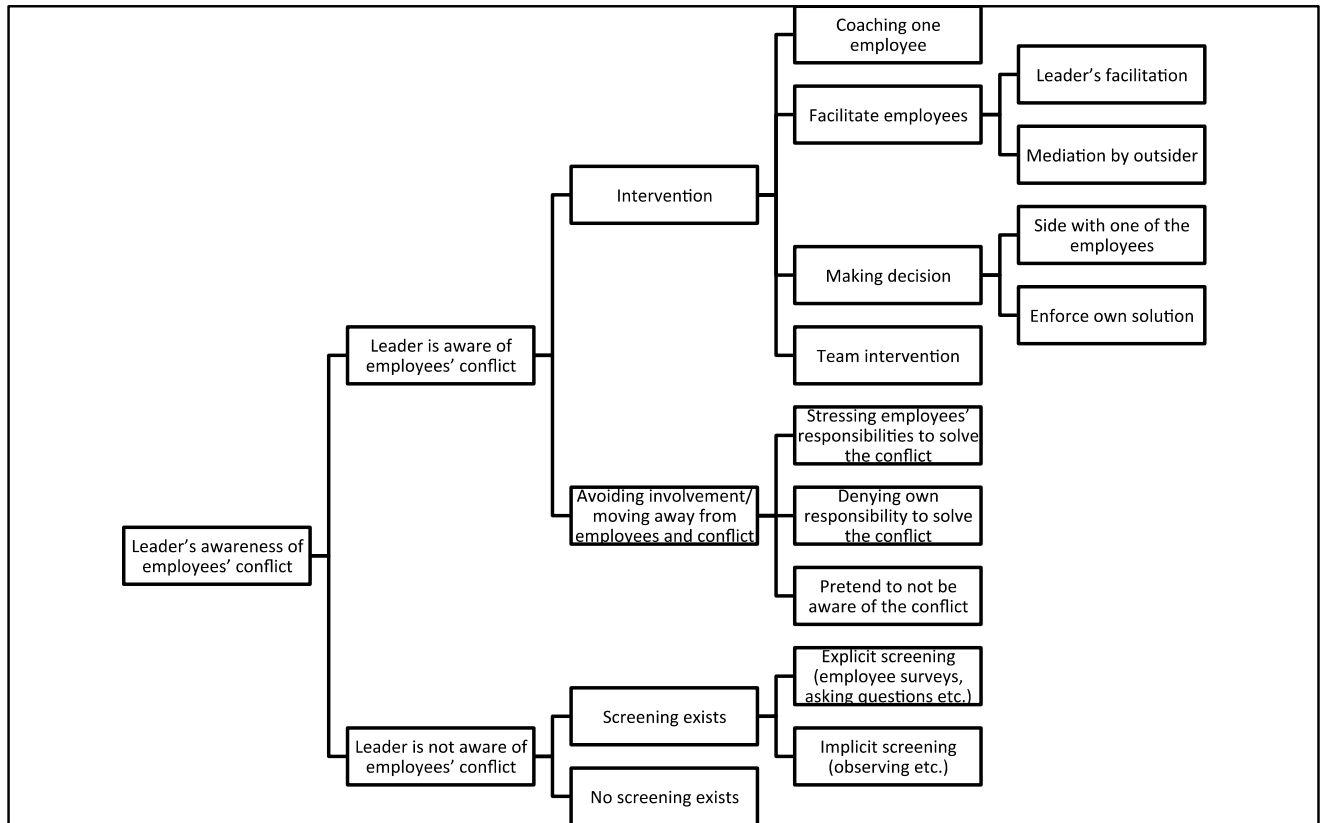 Coaching one
employee
Leader’s facilitation
Facilitate employees
Mediation by outsider
Intervention
Side with one of the
employees
Making decision
Enforce own solution
Leader is aware of
employees’ conflict
Team intervention
Stressing employees’
responsibilities to solve
the conflict
Avoiding involvement/
moving away from
employees and conflict
Denying own
responsibility to solve
the conflict
Leader’s awareness of
employees’ conflict
Pretend to not be
aware of the conflict
Explicit screening
(employee surveys,
asking questions etc.)
Screening exists
Leader is not aware of
employees’ conflict
Implicit screening
(observing etc.)
No screening exists